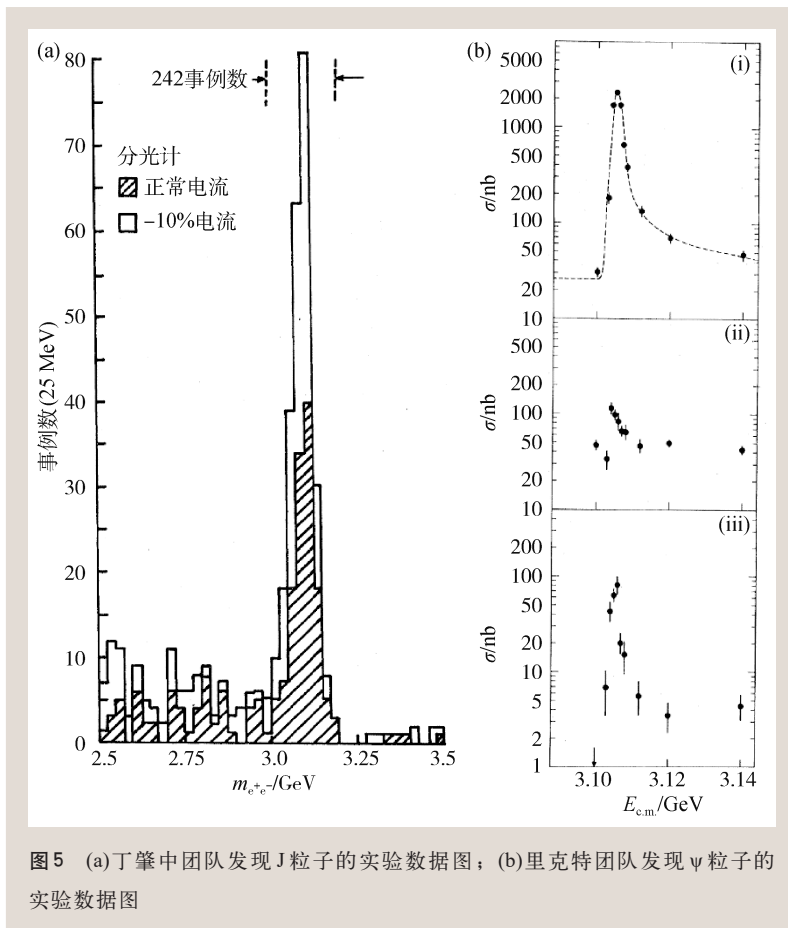 (a)
80
70
60
50
40
30
20
10
0
事例数(25 MeV)
242事例数
分光计
正常电流
−10%电流
2.5
2.75
3.0
3.25
3.5
m_e⁺e⁻/GeV
(b)
(i)
5000
2000
1000
500
200
100
50
20
10
σ/nb
(ii)
500
200
100
50
20
10
σ/nb
(iii)
200
100
50
20
10
5
2
1
σ/nb
3.10
3.12
3.14
E_c.m./GeV
图5 (a)丁肇中团队发现J粒子的实验数据图；(b)里克特团队发现ψ粒子的
实验数据图